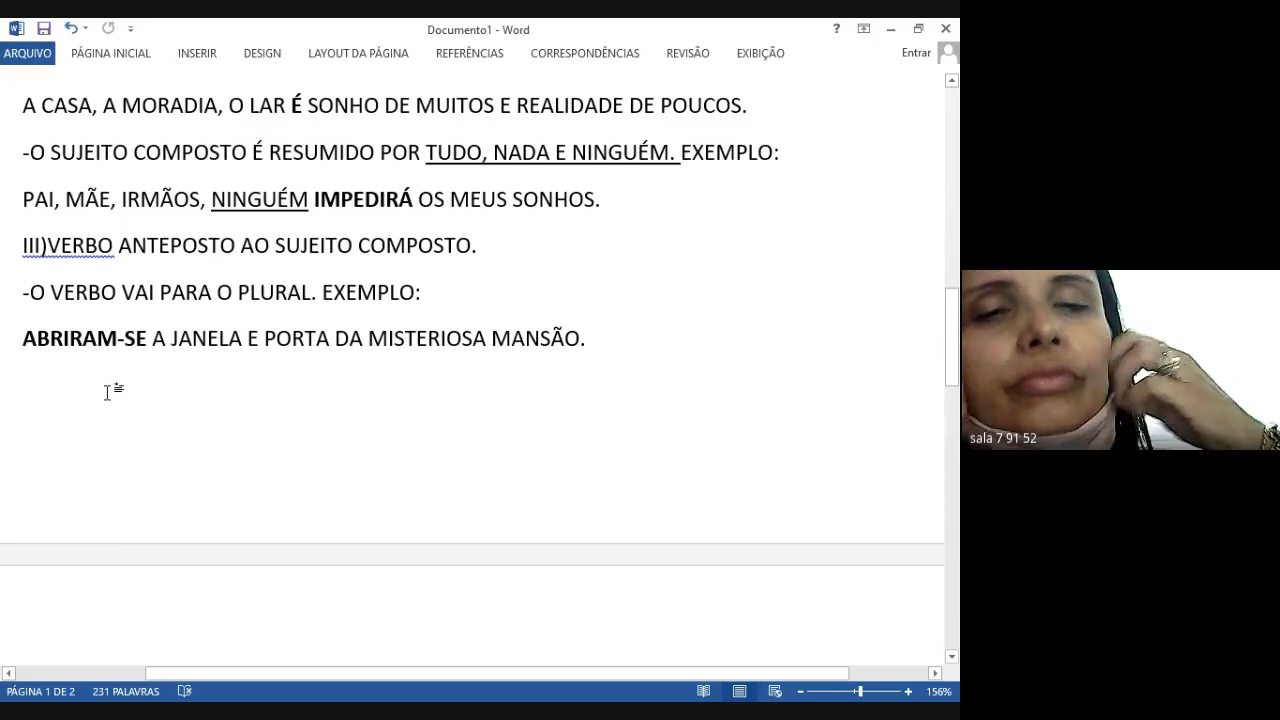 Documento1 - Word
?
ARQUIVO PÁGINA INICIAL INSERIR DESIGN LAYOUT DA PÁGINA REFERÊNCIAS CORRESPONDÊNCIAS REVISÃO EXIBIÇÃO Entrar
A CASA, A MORADIA, O LAR É SONHO DE MUITOS E REALIDADE DE POUCOS.
-O SUJEITO COMPOSTO É RESUMIDO POR TUDO, NADA E NINGUÉM. EXEMPLO:
PAI, MÃE, IRMÃOS, NINGUÉM IMPEDIRÁ OS MEUS SONHOS.
III)VERBO ANTEPOSTO AO SUJEITO COMPOSTO.
-O VERBO VAI PARA O PLURAL. EXEMPLO:
ABRIRAM-SE A JANELA E PORTA DA MISTERIOSA MANSÃO.
sala 7 91 52
PÁGINA 1 DE 2 231 PALAVRAS 156%